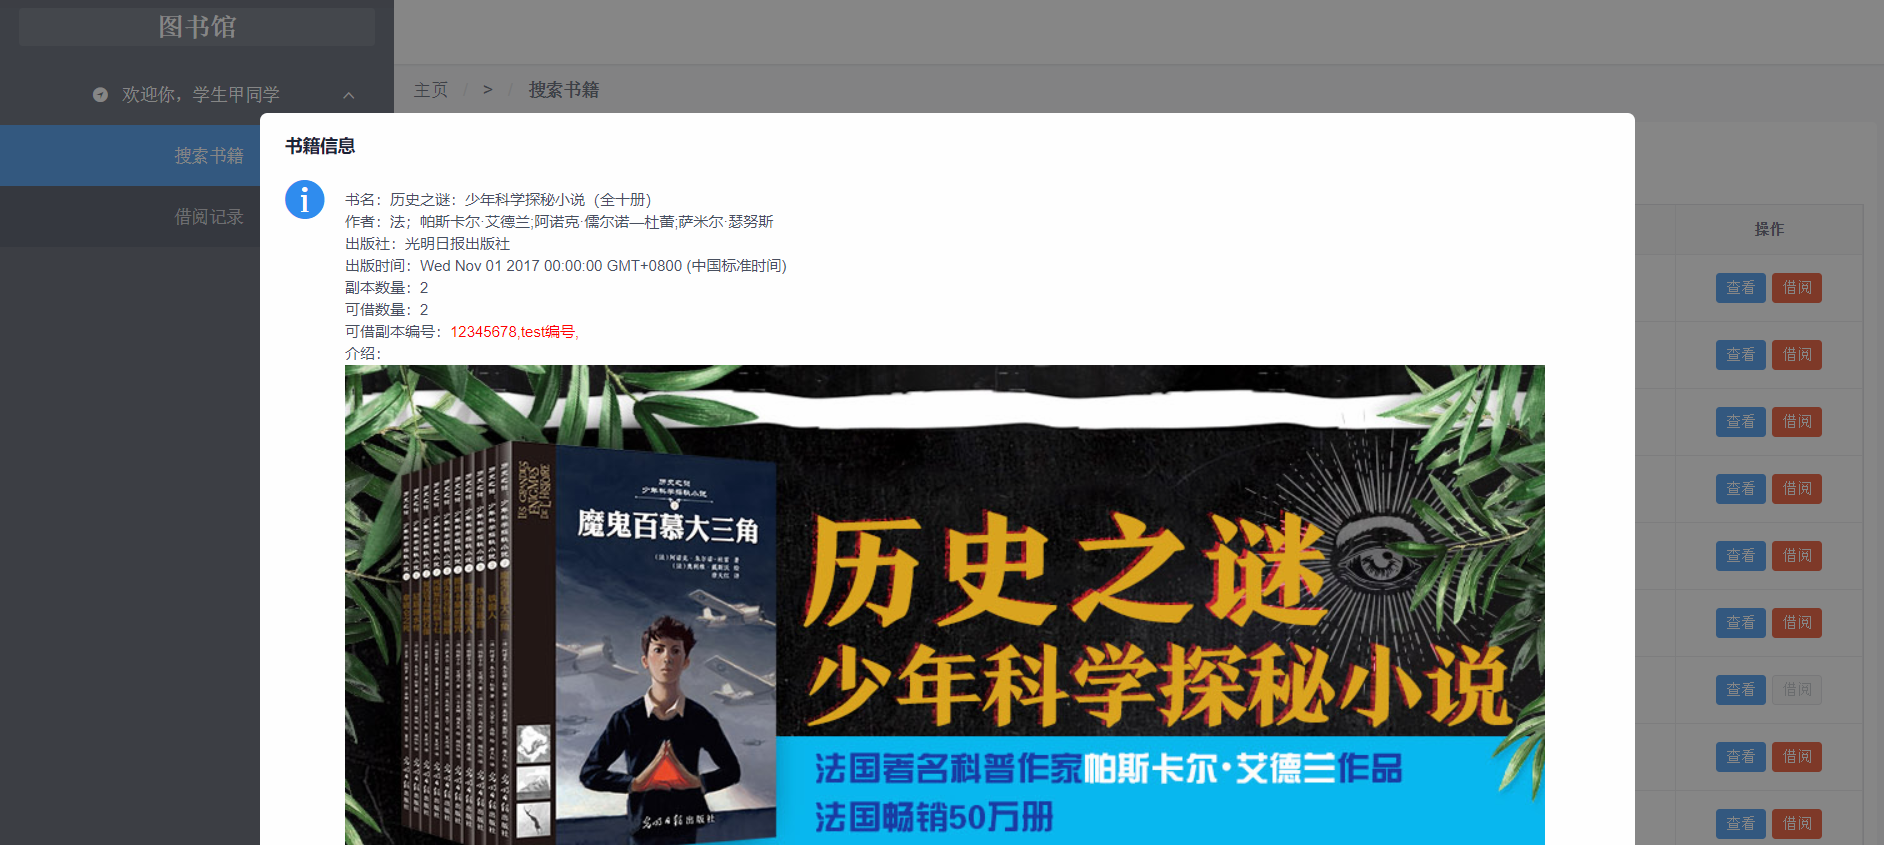 图书馆
欢迎你，学生甲同学
搜索书籍
借阅记录
主页 / > / 搜索书籍
书籍信息
书名：历史之谜：少年科学探秘小说（全十册）
作者：法；帕斯卡尔·艾德兰;阿诺克·儒尔诺—杜蕾;萨米尔·瑟努斯
出版社：光明日报出版社
出版时间：Wed Nov 01 2017 00:00:00 GMT+0800 (中国标准时间)
副本数量：2
可借数量：2
可借副本编号：12345678,test编号,
介绍：
LES GRANDES
ENIGMES
DE L'HISTOIRE
历史之谜
少年科学探秘小说
魔鬼百慕大三角
光明日报出版社
历史之谜
少年科学探秘小说
法国著名科普作家帕斯卡尔·艾德兰作品
法国畅销50万册
操作
查看 借阅
查看 借阅
查看 借阅
查看 借阅
查看 借阅
查看 借阅
查看 借阅
查看 借阅
查看 借阅